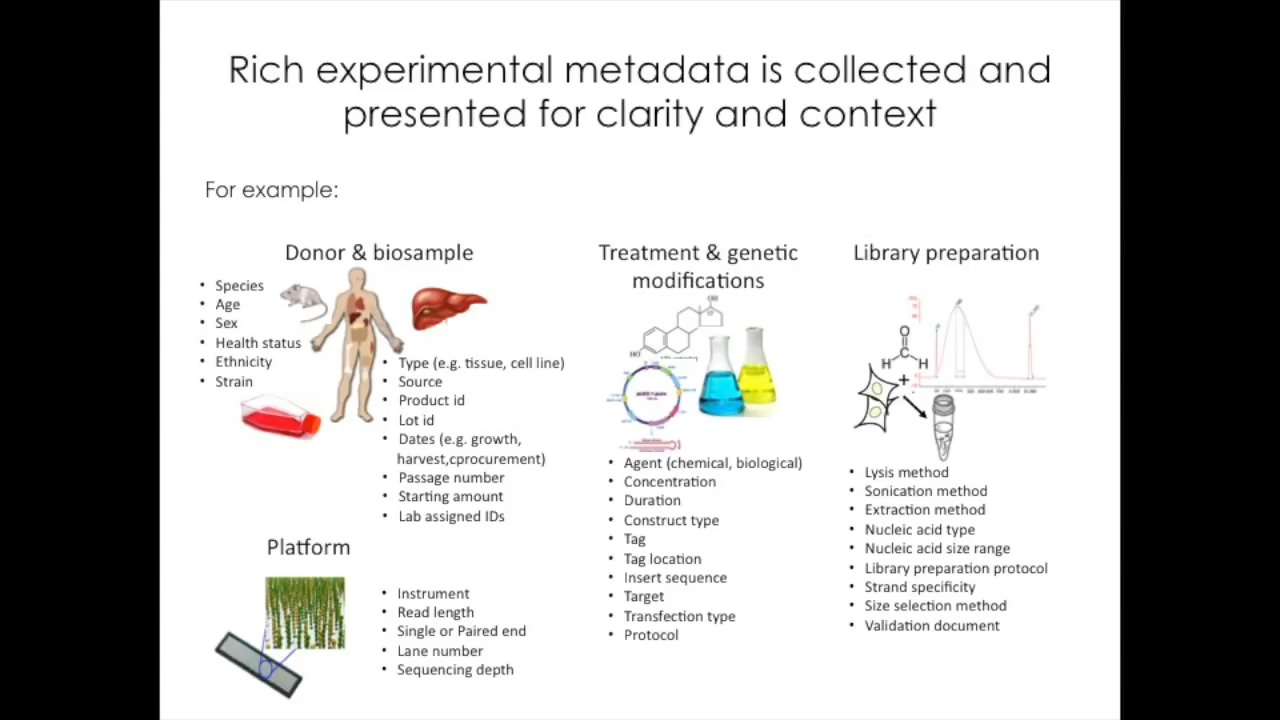 Rich experimental metadata is collected and
presented for clarity and context
For example:
Donor & biosample
• Species
• Age
• Sex
• Health status
• Ethnicity
• Strain
• Type (e.g. tissue, cell line)
• Source
• Product id
• Lot id
• Dates (e.g. growth,
harvest,cprocurement)
• Passage number
• Starting amount
• Lab assigned IDs
Platform
• Instrument
• Read length
• Single or Paired end
• Lane number
• Sequencing depth
Treatment & genetic
modifications
OH
HO
• Agent (chemical, biological)
• Concentration
• Duration
• Construct type
• Tag
• Tag location
• Insert sequence
• Target
• Transfection type
• Protocol
Library preparation
O
H C H
+
• Lysis method
• Sonication method
• Extraction method
• Nucleic acid type
• Nucleic acid size range
• Library preparation protocol
• Strand specificity
• Size selection method
• Validation document